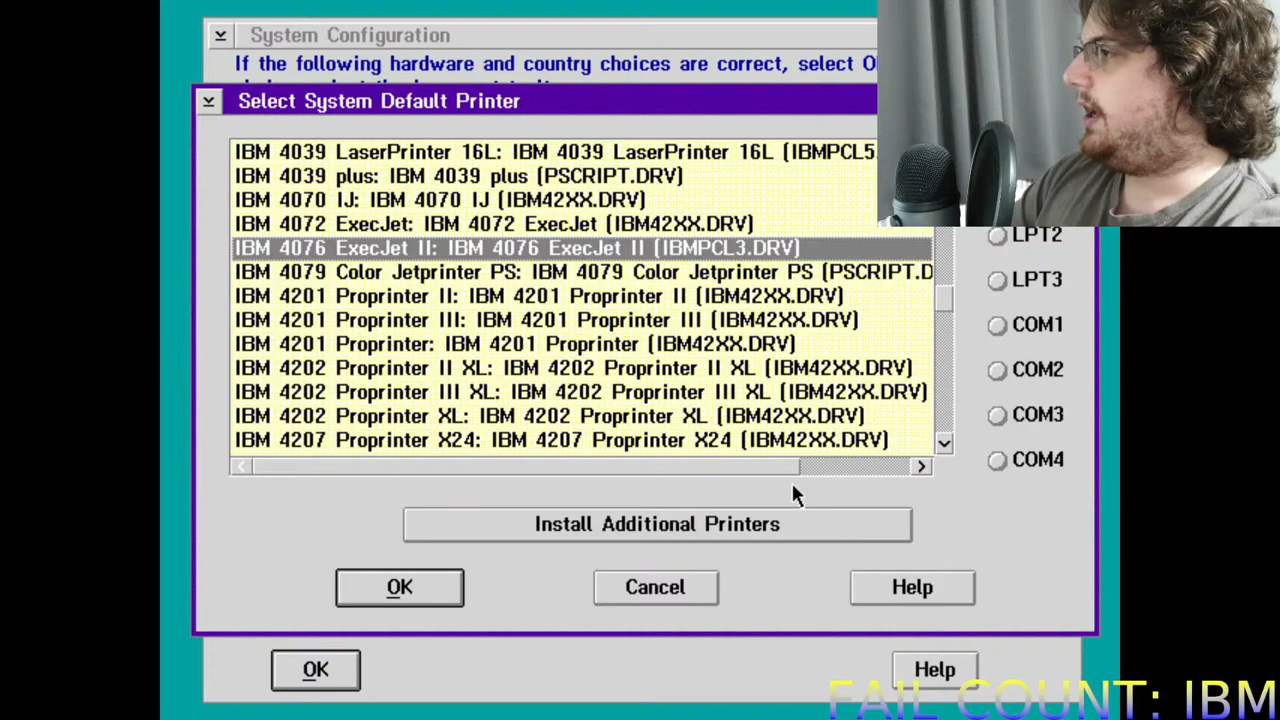 System Configuration
If the following hardware and country choices are correct, select O
Select System Default Printer
IBM 4039 LaserPrinter 16L: IBM 4039 LaserPrinter 16L (IBMPCL5.
IBM 4039 plus: IBM 4039 plus (PSCRIPT.DRV)
IBM 4070 IJ: IBM 4070 IJ (IBM42XX.DRV)
IBM 4072 ExecJet: IBM 4072 ExecJet (IBM42XX.DRV)
IBM 4076 ExecJet II: IBM 4076 ExecJet II (IBMPCL3.DRV)
IBM 4079 Color Jetprinter PS: IBM 4079 Color Jetprinter PS (PSCRIPT.D
IBM 4201 Proprinter II: IBM 4201 Proprinter II (IBM42XX.DRV)
IBM 4201 Proprinter III: IBM 4201 Proprinter III (IBM42XX.DRV)
IBM 4201 Proprinter: IBM 4201 Proprinter (IBM42XX.DRV)
IBM 4202 Proprinter II XL: IBM 4202 Proprinter II XL (IBM42XX.DRV)
IBM 4202 Proprinter III XL: IBM 4202 Proprinter III XL (IBM42XX.DRV)
IBM 4202 Proprinter XL: IBM 4202 Proprinter XL (IBM42XX.DRV)
IBM 4207 Proprinter X24: IBM 4207 Proprinter X24 (IBM42XX.DRV)
LPT2
LPT3
COM1
COM2
COM3
COM4
Install Additional Printers
OK
Cancel
Help
OK
Help
FAIL COUNT: IBM